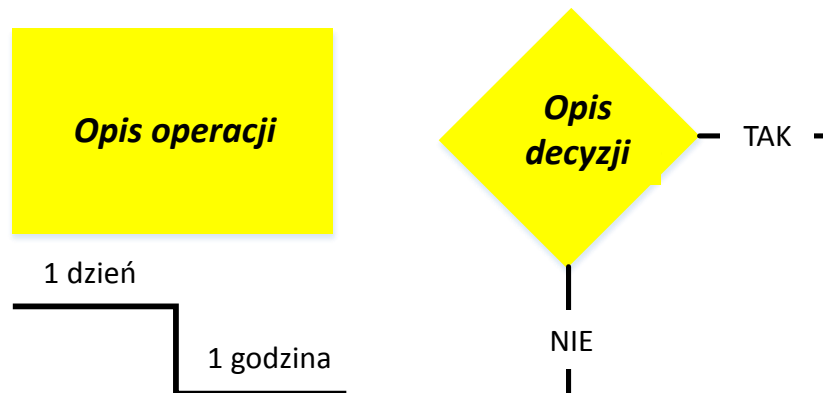 Opis operacji
1 dzień
1 godzina
Opis
decyzji
TAK
NIE